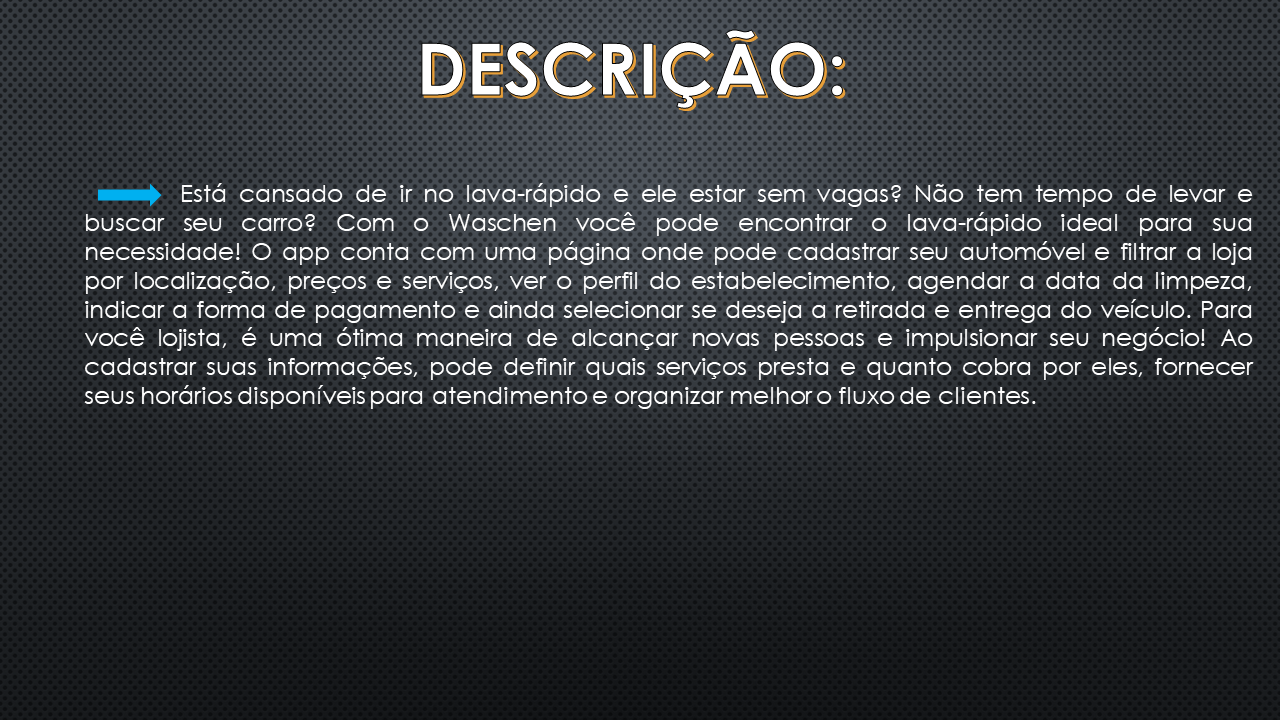 DESCRIÇÃO:
Está cansado de ir no lava-rápido e ele estar sem vagas? Não tem tempo de levar e
buscar seu carro? Com o Waschen você pode encontrar o lava-rápido ideal para sua
necessidade! O app conta com uma página onde pode cadastrar seu automóvel e filtrar a loja
por localização, preços e serviços, ver o perfil do estabelecimento, agendar a data da limpeza,
indicar a forma de pagamento e ainda selecionar se deseja a retirada e entrega do veículo. Para
você lojista, é uma ótima maneira de alcançar novas pessoas e impulsionar seu negócio! Ao
cadastrar suas informações, pode definir quais serviços presta e quanto cobra por eles, fornecer
seus horários disponíveis para atendimento e organizar melhor o fluxo de clientes.